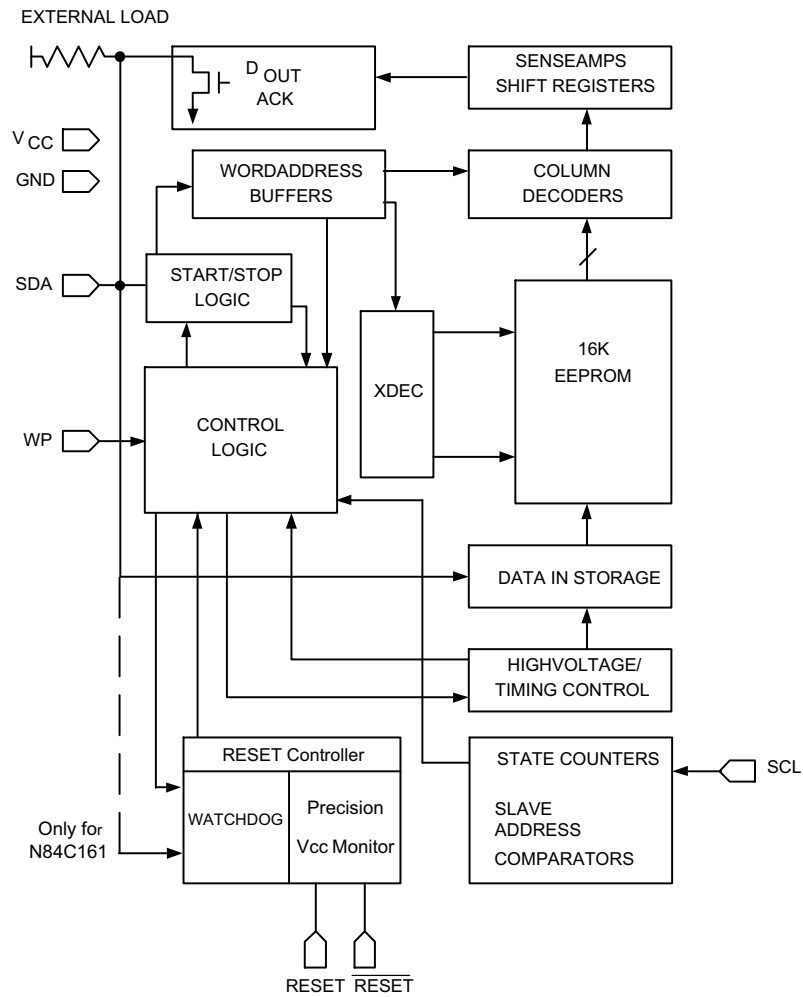 EXTERNAL LOAD
D OUT
ACK
SENSEAMPS
SHIFT REGISTERS
V CC
GND
WORDADDRESS
BUFFERS
COLUMN
DECODERS
SDA
START/STOP
LOGIC
XDEC
16K
EEPROM
WP
CONTROL
LOGIC
DATA IN STORAGE
HIGHVOLTAGE/
TIMING CONTROL
RESET Controller
WATCHDOG
Precision
Vcc Monitor
STATE COUNTERS
SLAVE
ADDRESS
COMPARATORS
SCL
Only for
N84C161
RESET RESET